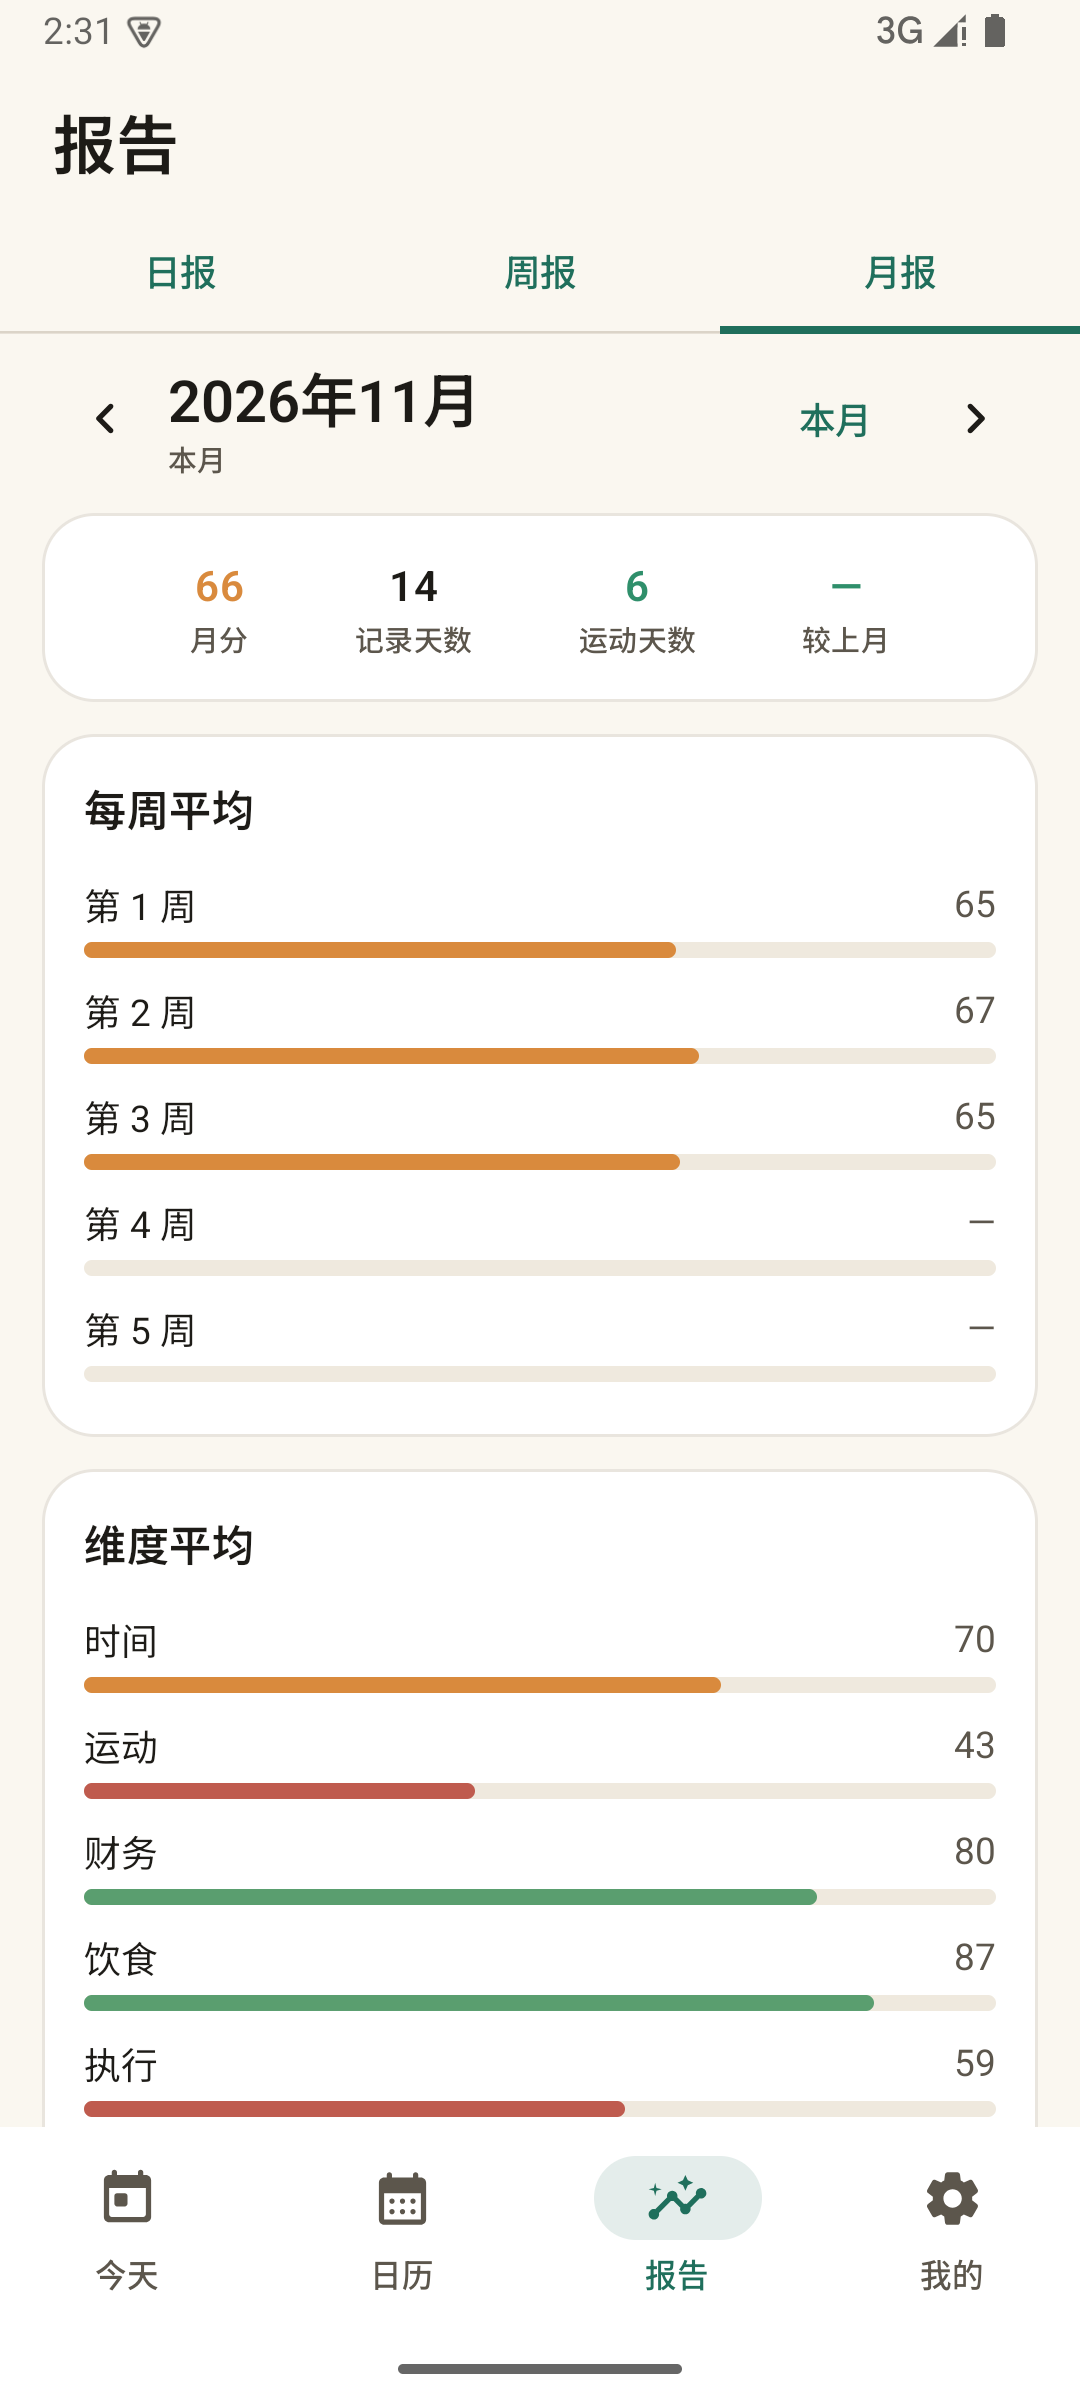 2:31 3G
报告
日报 周报 月报
2026年11月 本月
本月
66 14 6 —
月分 记录天数 运动天数 较上月
每周平均
第 1 周 65
第 2 周 67
第 3 周 65
第 4 周 —
第 5 周 —
维度平均
时间 70
运动 43
财务 80
饮食 87
执行 59
今天 日历 报告 我的